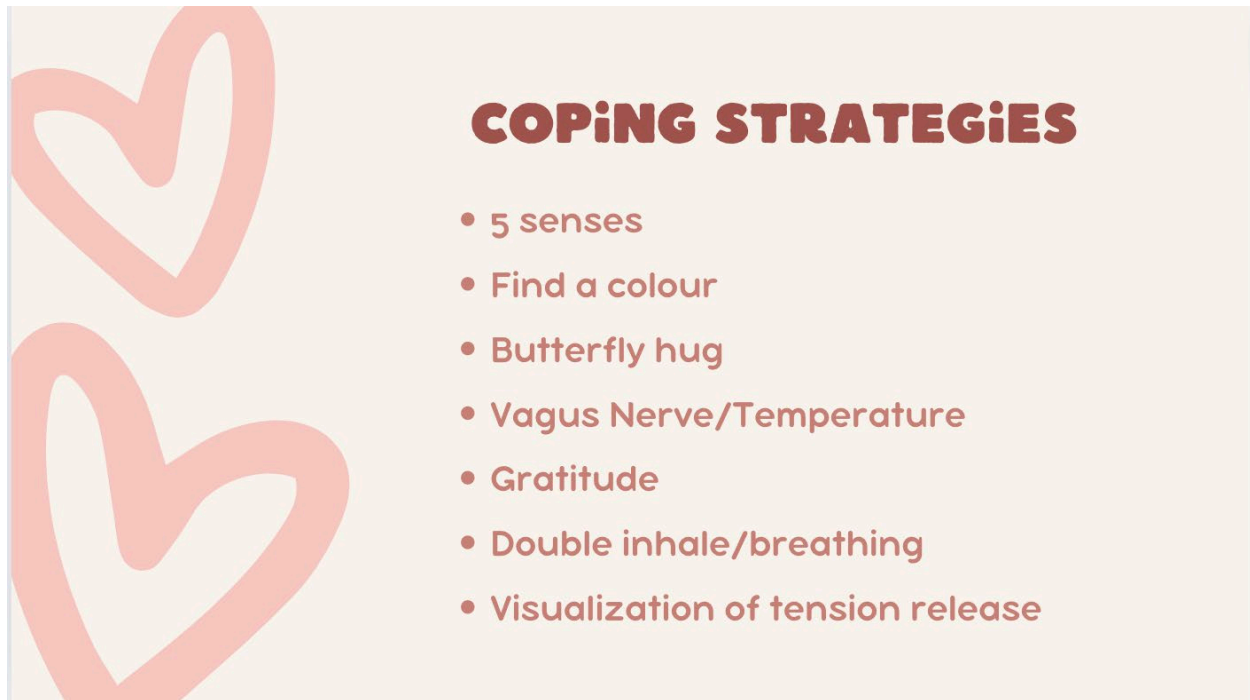 COPiNG STRATEGiES
• 5 senses
• Find a colour
• Butterfly hug
• Vagus Nerve/Temperature
• Gratitude
• Double inhale/breathing
• Visualization of tension release